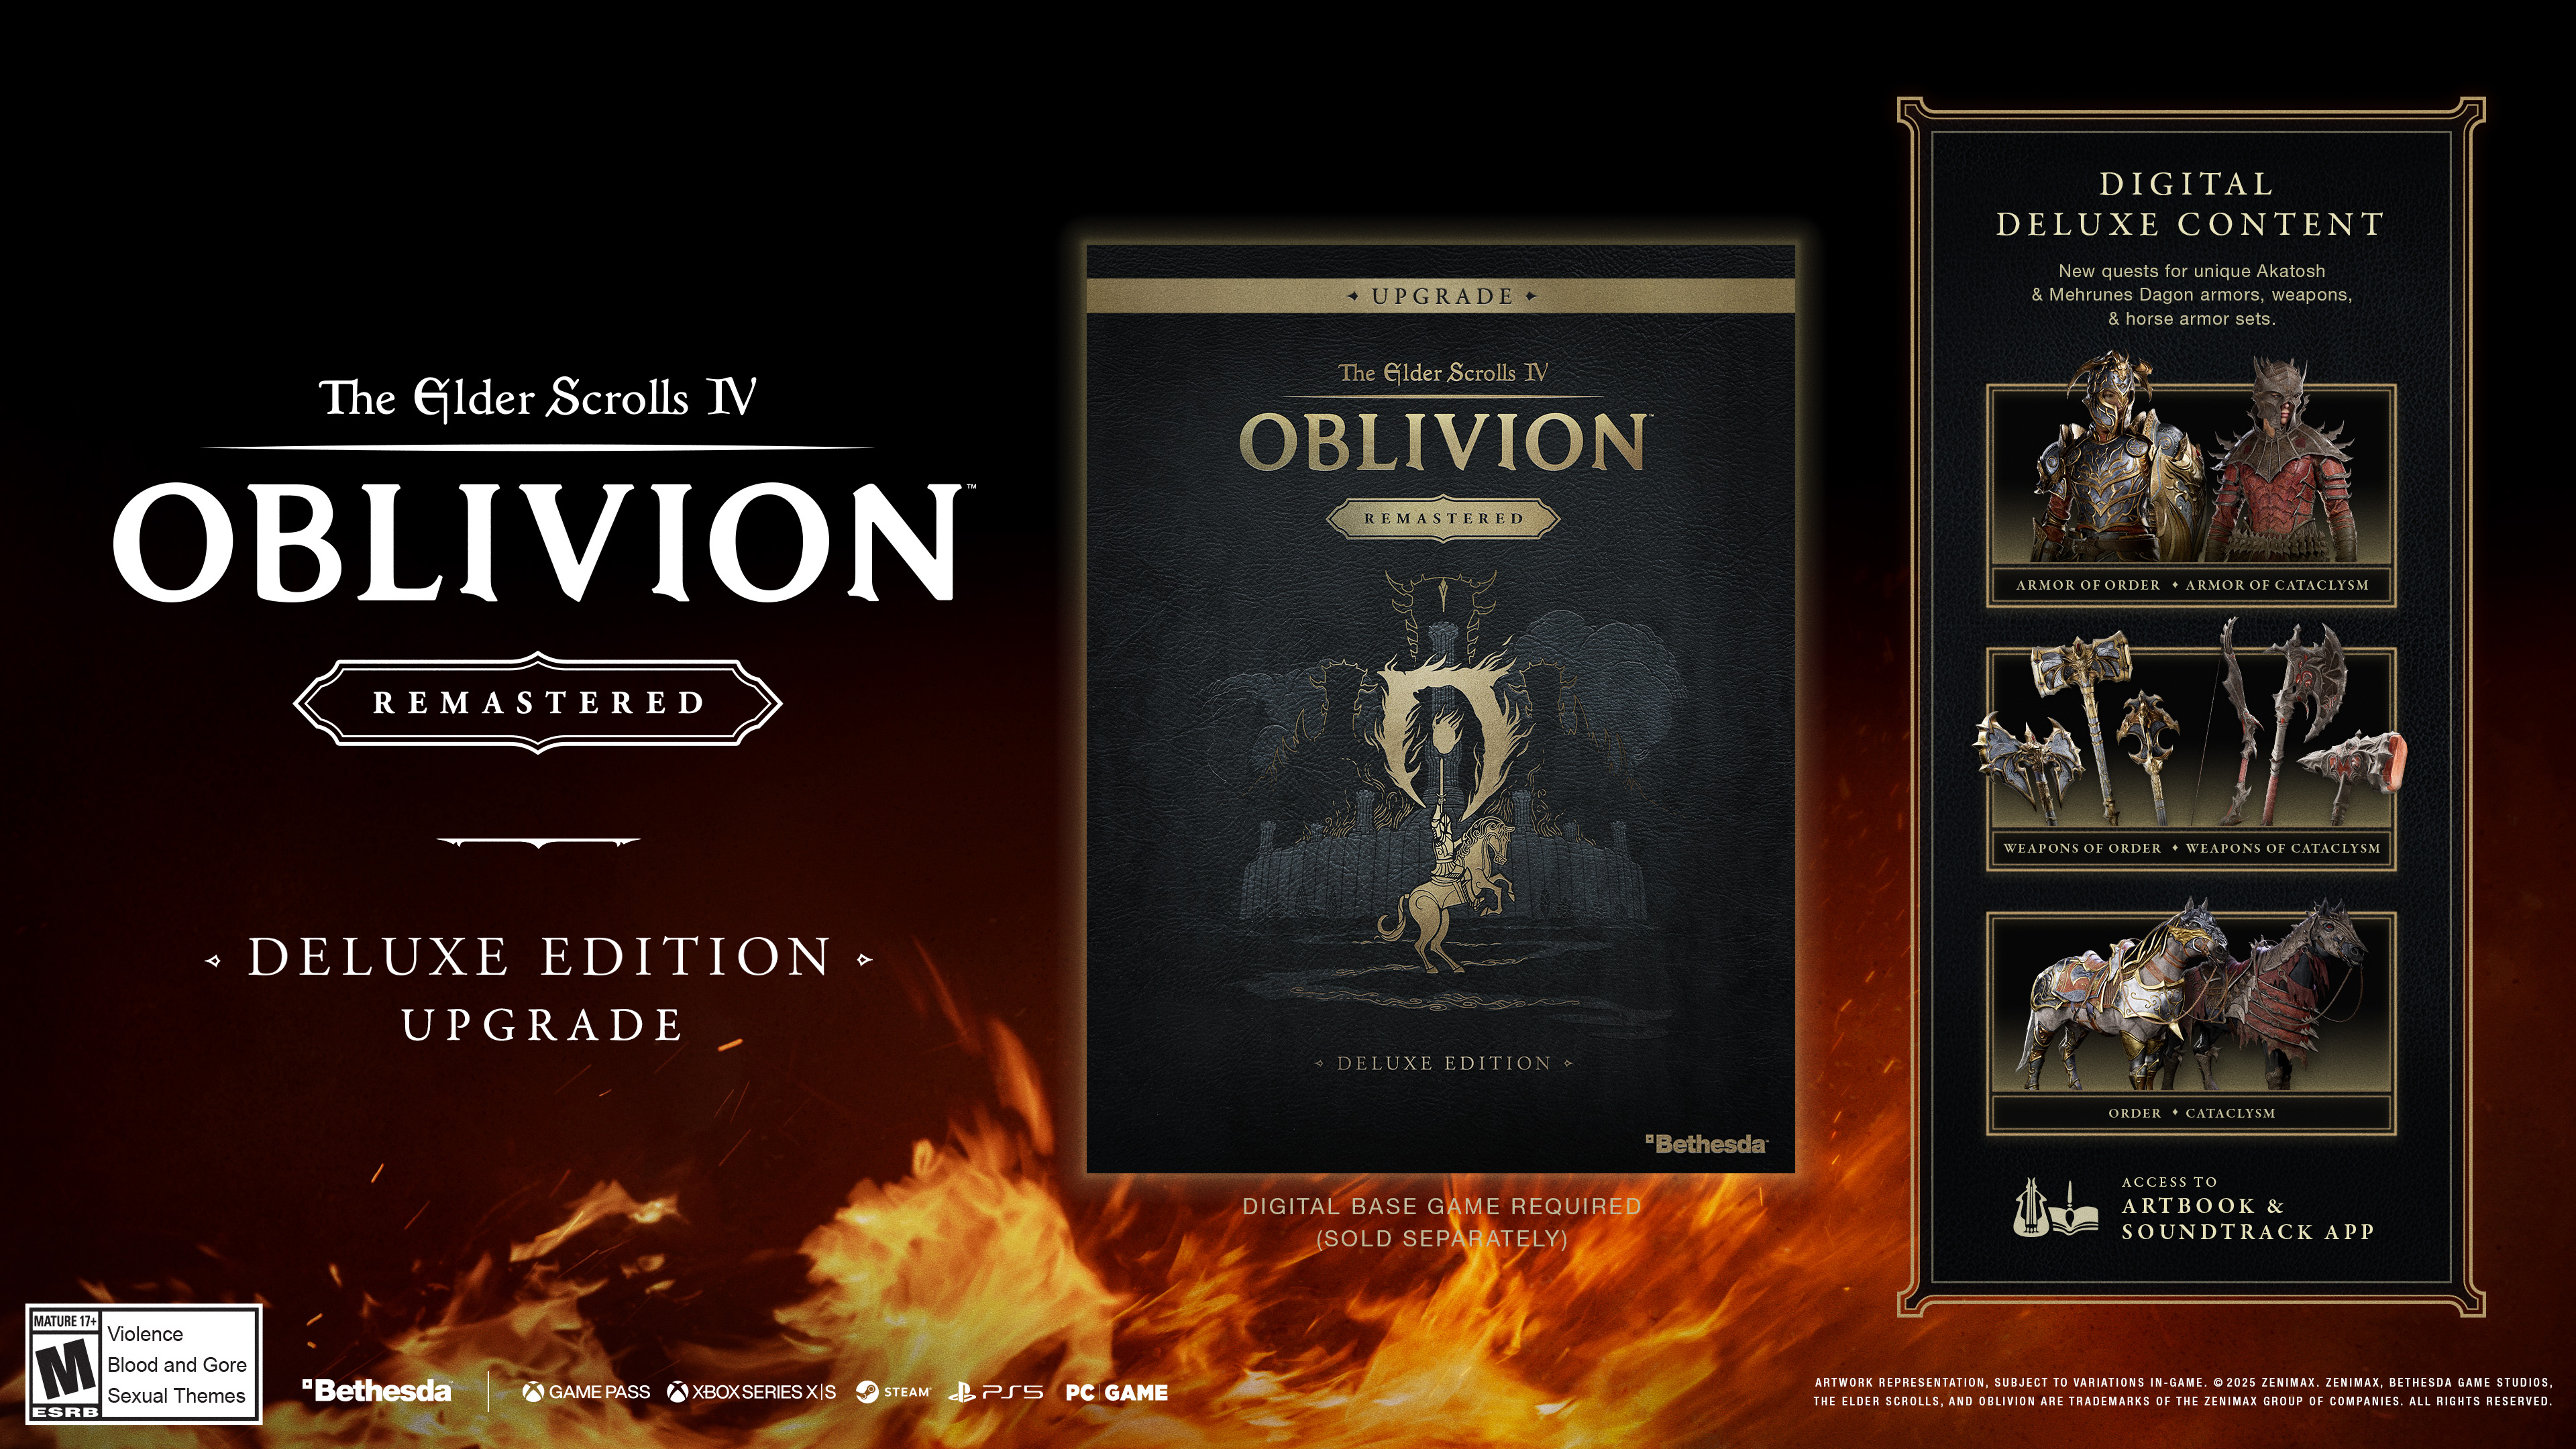 The Elder Scrolls IV
OBLIVION™
REMASTERED
DELUXE EDITION
UPGRADE
UPGRADE
The Elder Scrolls IV
OBLIVION™
REMASTERED
DELUXE EDITION
Bethesda
DIGITAL BASE GAME REQUIRED
(SOLD SEPARATELY)
DIGITAL
DELUXE CONTENT
New quests for unique Akatosh
& Mehrunes Dagon armors, weapons,
& horse armor sets.
ARMOR OF ORDER ♦ ARMOR OF CATACLYSM
WEAPONS OF ORDER ♦ WEAPONS OF CATACLYSM
ORDER ♦ CATACLYSM
ACCESS TO
ARTBOOK &
SOUNDTRACK APP
MATURE 17+
M
ESRB
Violence
Blood and Gore
Sexual Themes
Bethesda | GAME PASS XBOX SERIES X|S STEAM PS5 PC | GAME
ARTWORK REPRESENTATION, SUBJECT TO VARIATIONS IN-GAME. © 2025 ZENIMAX. ZENIMAX, BETHESDA GAME STUDIOS,
THE ELDER SCROLLS, AND OBLIVION ARE TRADEMARKS OF THE ZENIMAX GROUP OF COMPANIES. ALL RIGHTS RESERVED.